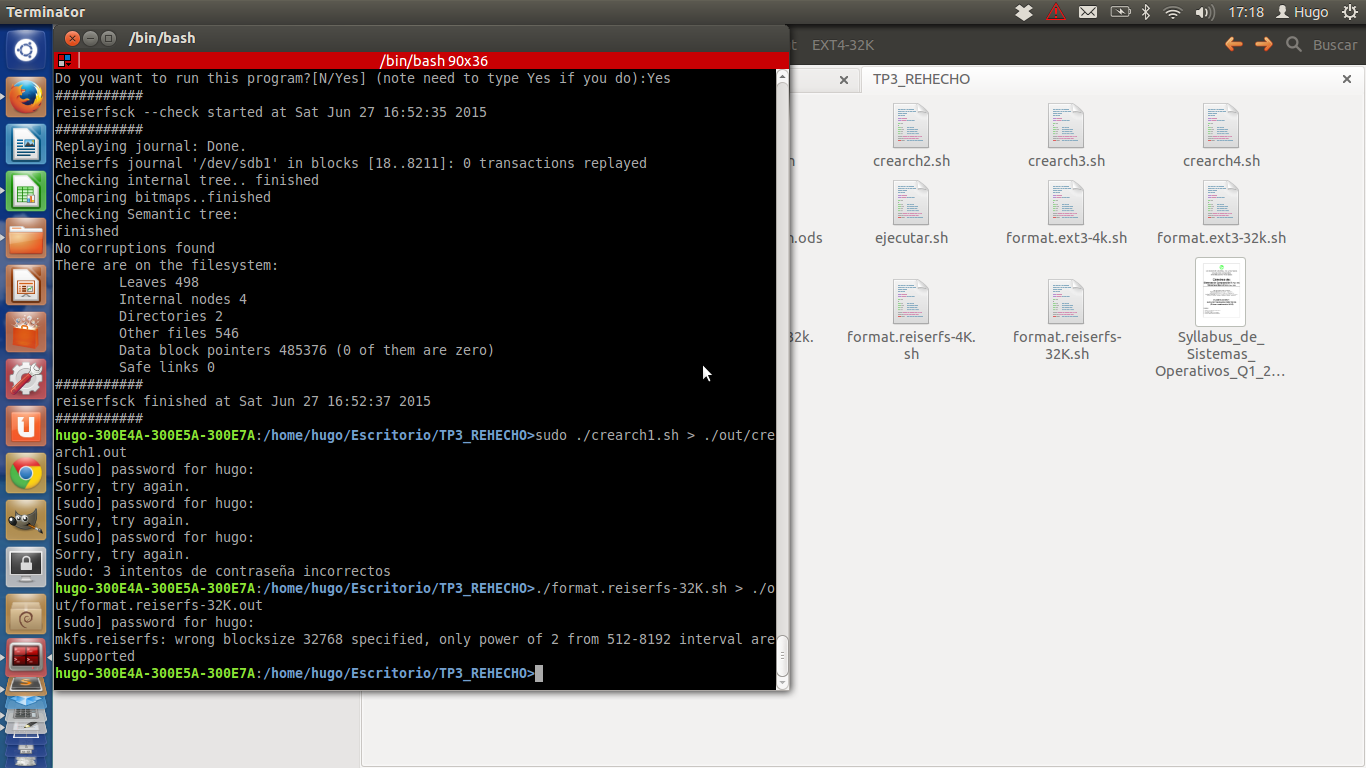 Terminator
17:18
Hugo
/bin/bash
/bin/bash 90x36
Do you want to run this program?[N/Yes] (note need to type Yes if you do):Yes
###########
reiserfsck --check started at Sat Jun 27 16:52:35 2015
###########
Replaying journal: Done.
Reiserfs journal '/dev/sdb1' in blocks [18..8211]: 0 transactions replayed
Checking internal tree.. finished
Comparing bitmaps..finished
Checking Semantic tree:
finished
No corruptions found
There are on the filesystem:
Leaves 498
Internal nodes 4
Directories 2
Other files 546
Data block pointers 485376 (0 of them are zero)
Safe links 0
###########
reiserfsck finished at Sat Jun 27 16:52:37 2015
###########
hugo-300E4A-300E5A-300E7A:/home/hugo/Escritorio/TP3_REHECHO>sudo ./crearch1.sh > ./out/cre
arch1.out
[sudo] password for hugo:
Sorry, try again.
[sudo] password for hugo:
Sorry, try again.
[sudo] password for hugo:
Sorry, try again.
sudo: 3 intentos de contraseña incorrectos
hugo-300E4A-300E5A-300E7A:/home/hugo/Escritorio/TP3_REHECHO>./format.reiserfs-32K.sh > ./o
ut/format.reiserfs-32K.out
[sudo] password for hugo:
mkfs.reiserfs: wrong blocksize 32768 specified, only power of 2 from 512-8192 interval are
supported
hugo-300E4A-300E5A-300E7A:/home/hugo/Escritorio/TP3_REHECHO>
t
EXT4-32K
Buscar
TP3_REHECHO
h
crearch2.sh
crearch3.sh
crearch4.sh
n.ods
ejecutar.sh
format.ext3-4k.sh
format.ext3-32k.sh
32k.
format.reiserfs-4K.
sh
format.reiserfs-
32K.sh
Syllabus_de_
Sistemas_
Operativos_Q1_2...